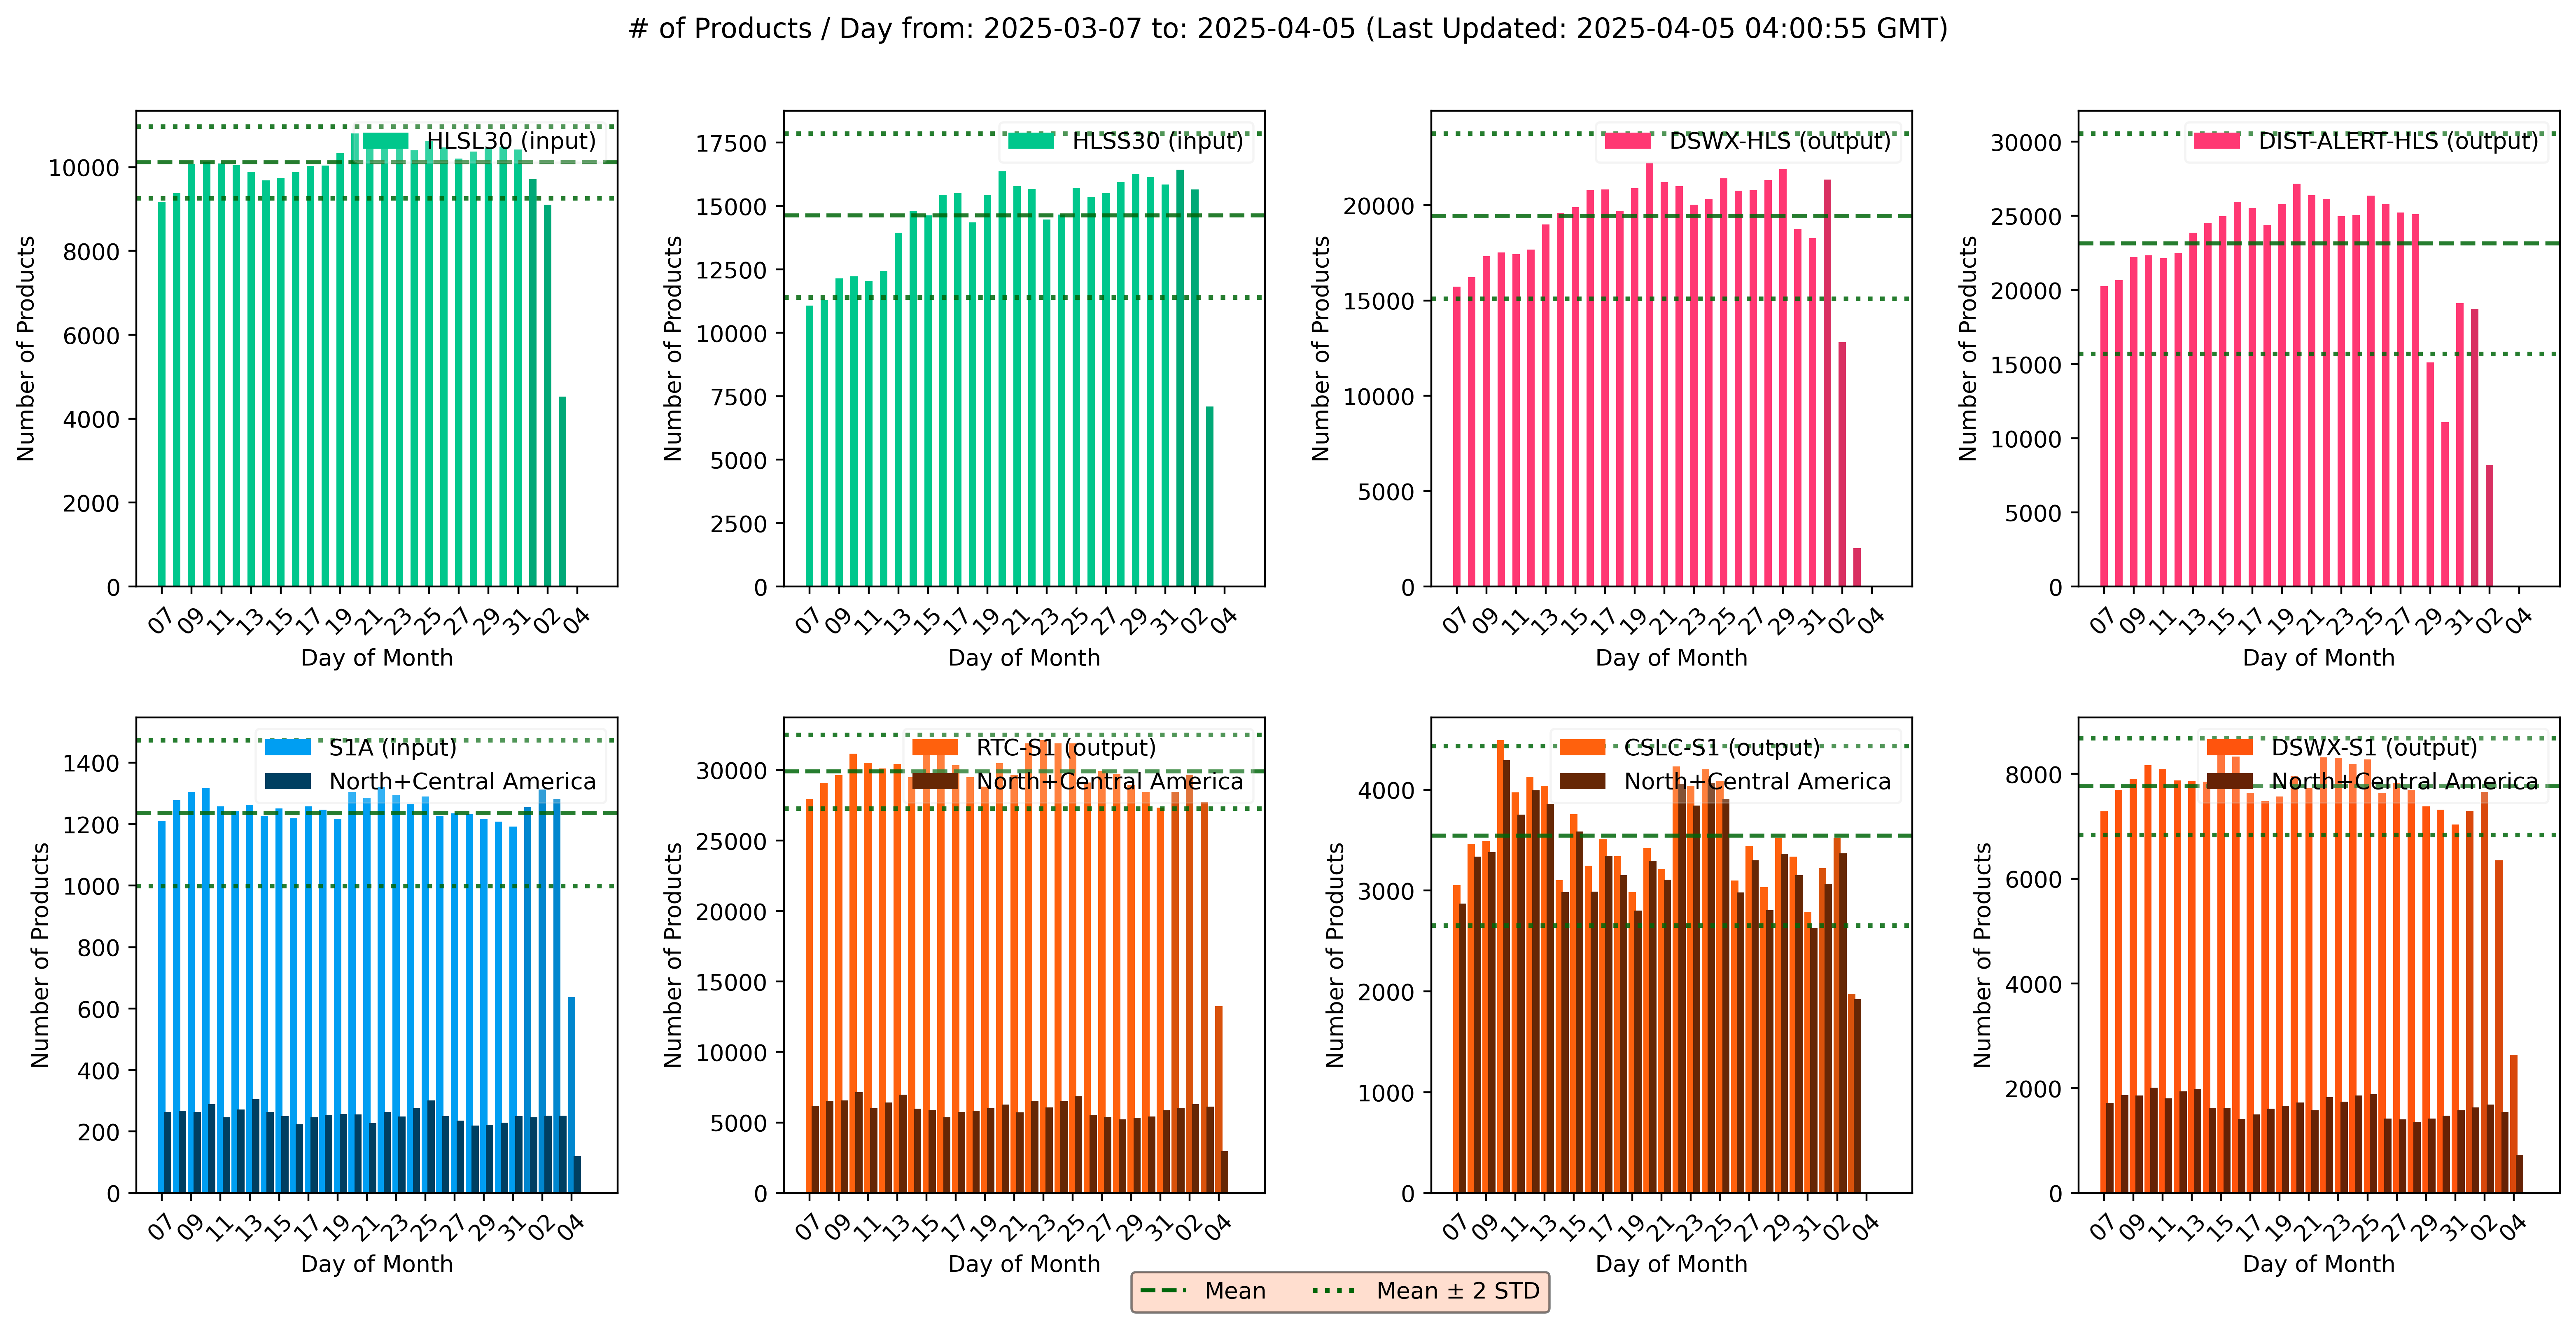 # of Products / Day from: 2025-03-07 to: 2025-04-05 (Last Updated: 2025-04-05 04:00:55 GMT)
HLSL30 (input)
Number of Products
10000
8000
6000
4000
2000
0
07 09 11 13 15 17 19 21 23 25 27 29 31 02 04
Day of Month
HLSS30 (input)
Number of Products
17500
15000
12500
10000
7500
5000
2500
0
07 09 11 13 15 17 19 21 23 25 27 29 31 02 04
Day of Month
DSWX-HLS (output)
Number of Products
20000
15000
10000
5000
0
07 09 11 13 15 17 19 21 23 25 27 29 31 02 04
Day of Month
DIST-ALERT-HLS (output)
Number of Products
30000
25000
20000
15000
10000
5000
0
07 09 11 13 15 17 19 21 23 25 27 29 31 02 04
Day of Month
S1A (input)
North+Central America
Number of Products
1400
1200
1000
800
600
400
200
0
07 09 11 13 15 17 19 21 23 25 27 29 31 02 04
Day of Month
RTC-S1 (output)
North+Central America
Number of Products
30000
25000
20000
15000
10000
5000
0
07 09 11 13 15 17 19 21 23 25 27 29 31 02 04
Day of Month
CSLC-S1 (output)
North+Central America
Number of Products
4000
3000
2000
1000
0
07 09 11 13 15 17 19 21 23 25 27 29 31 02 04
Day of Month
DSWX-S1 (output)
North+Central America
Number of Products
8000
6000
4000
2000
0
07 09 11 13 15 17 19 21 23 25 27 29 31 02 04
Day of Month
Mean
Mean ± 2 STD